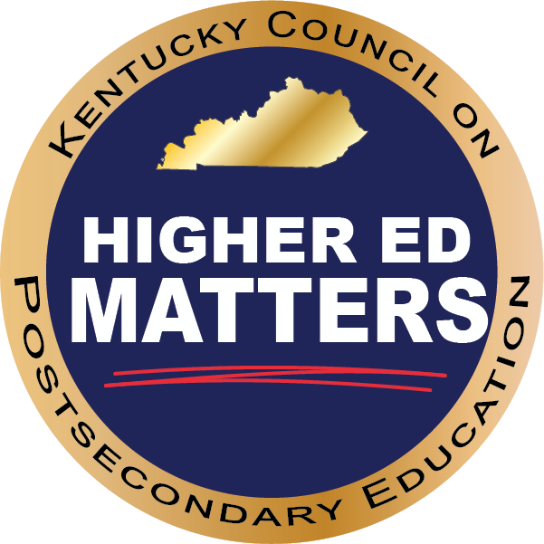 KENTUCKY COUNCIL ON
HIGHER ED
MATTERS
POSTSECONDARY EDUCATION